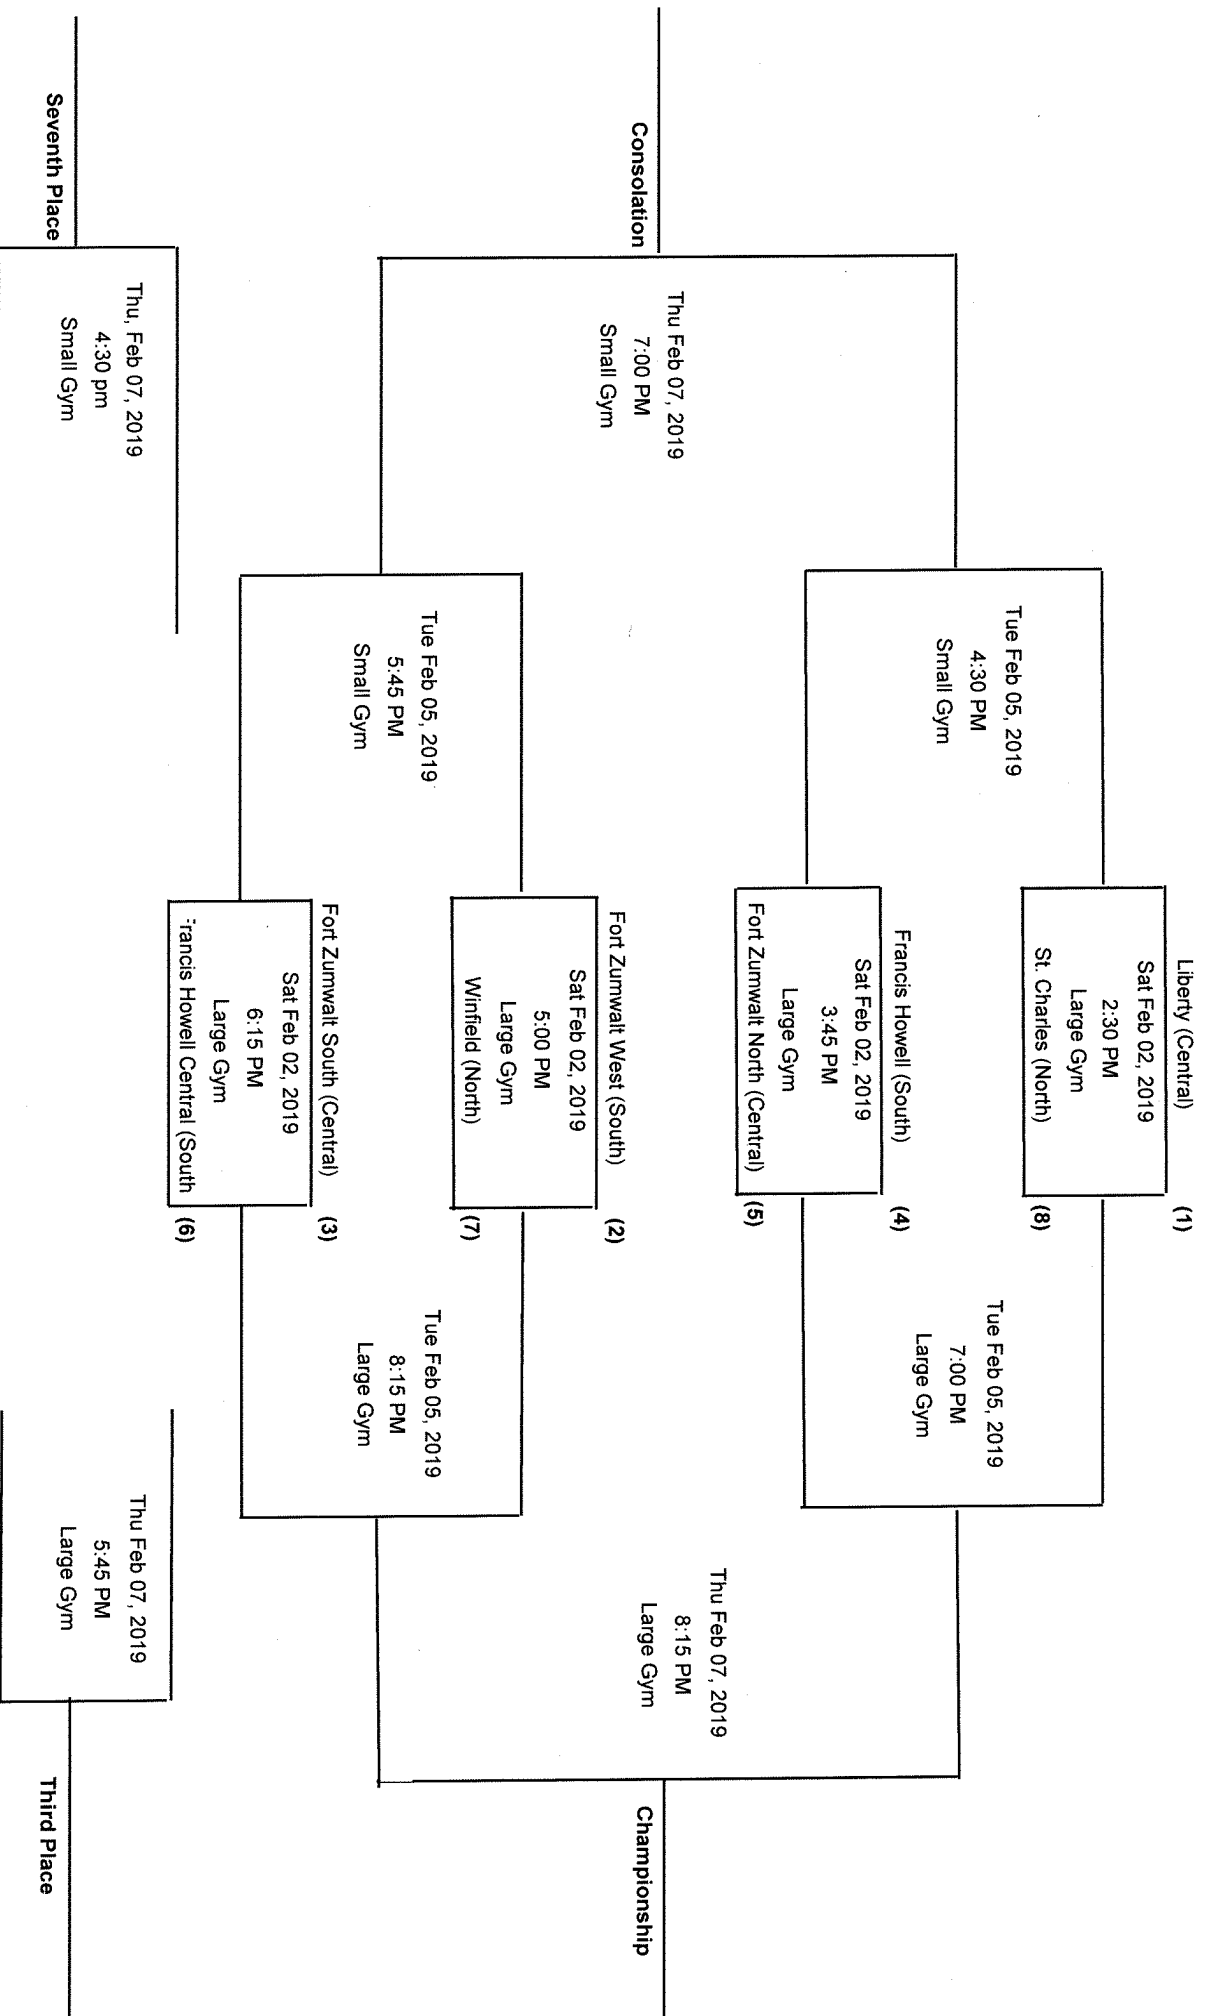 Liberty (Central)
(1)
Sat Feb 02, 2019
2:30 PM
Large Gym
St. Charles (North)
(8)
Tue Feb 05, 2019
4:30 PM
Small Gym
Tue Feb 05, 2019
7:00 PM
Large Gym
Francis Howell (South)
(4)
Sat Feb 02, 2019
3:45 PM
Large Gym
Fort Zumwalt North (Central)
(5)
Thu Feb 07, 2019
7:00 PM
Small Gym
Consolation
Thu Feb 07, 2019
8:15 PM
Large Gym
Championship
Fort Zumwalt West (South)
(2)
Sat Feb 02, 2019
5:00 PM
Large Gym
Winfield (North)
(7)
Tue Feb 05, 2019
5:45 PM
Small Gym
Tue Feb 05, 2019
8:15 PM
Large Gym
Fort Zumwalt South (Central)
(3)
Sat Feb 02, 2019
6:15 PM
Large Gym
rancis Howell Central (South
(6)
Thu, Feb 07, 2019
4:30 pm
Small Gym
Seventh Place
Thu Feb 07, 2019
5:45 PM
Large Gym
Third Place